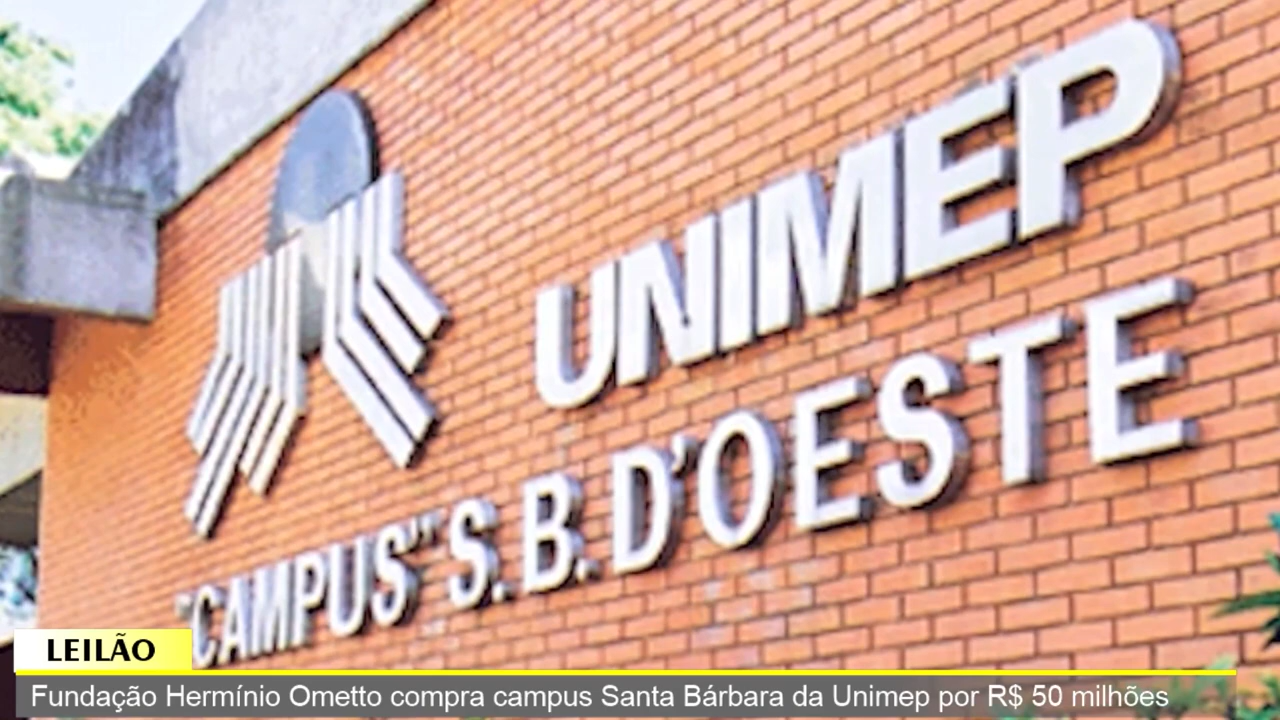 UNIMEP
"CAMPUS" S.B.D'OESTE
LEILÃO
Fundação Hermínio Ometto compra campus Santa Bárbara da Unimep por R$ 50 milhões